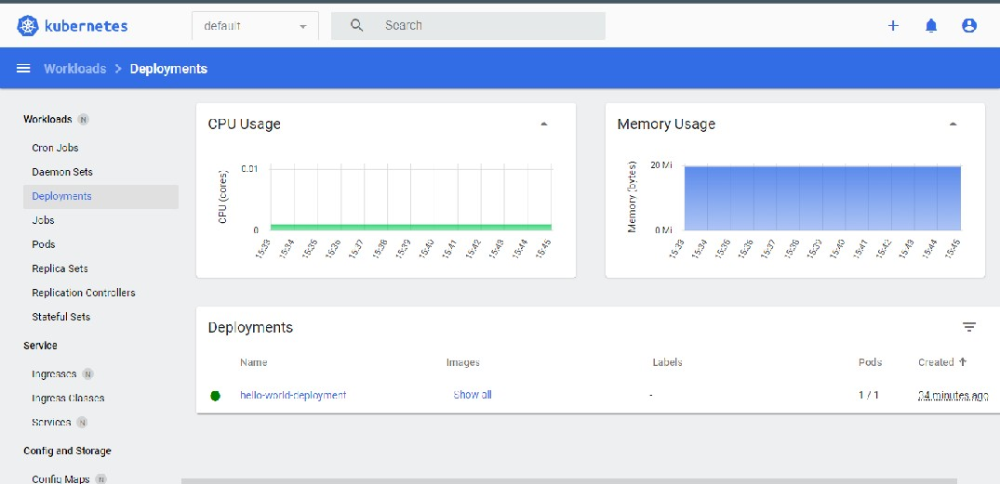 kubernetes
default
Search
Workloads > Deployments
Workloads N
Cron Jobs
Daemon Sets
Deployments
Jobs
Pods
Replica Sets
Replication Controllers
Stateful Sets
Service
Ingresses N
Ingress Classes
Services N
Config and Storage
Config Maps N
CPU Usage
CPU (cores)
0.01
0
15:33 15:34 15:35 15:36 15:37 15:38 15:39 15:40 15:41 15:42 15:43 15:44 15:45
Memory Usage
Memory (bytes)
20 Mi
0 Mi
15:33 15:34 15:35 15:36 15:37 15:38 15:39 15:40 15:41 15:42 15:43 15:44 15:45
Deployments
Name Images Labels Pods Created
hello-world-deployment Show all - 1 / 1 34 minutes ago